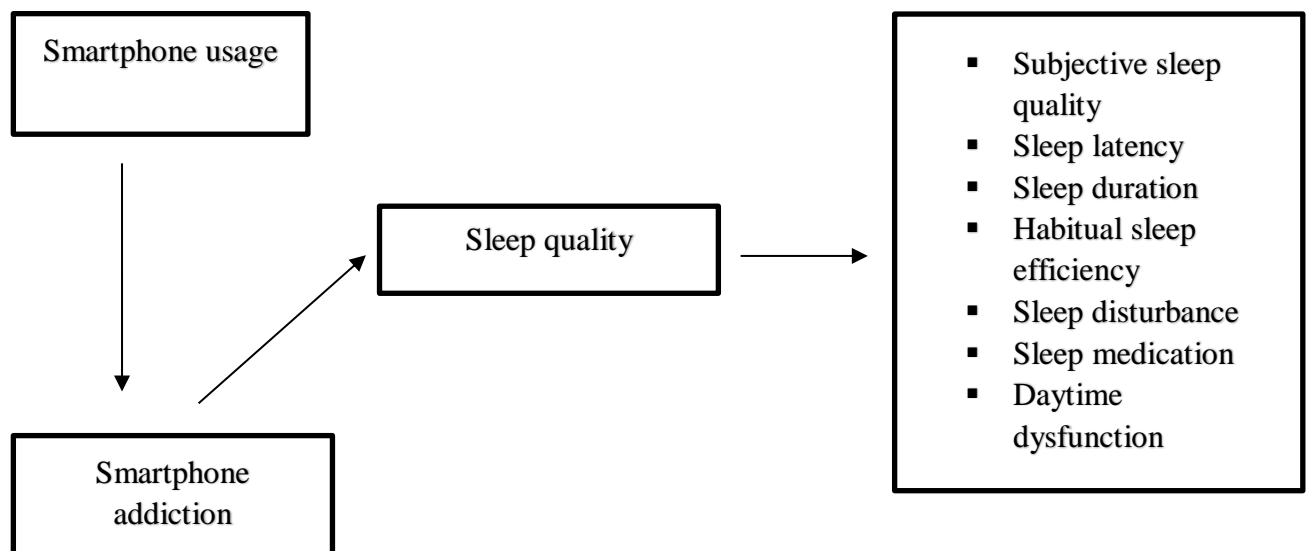 Smartphone usage
Smartphone
addiction
Sleep quality
▪ Subjective sleep
quality
▪ Sleep latency
▪ Sleep duration
▪ Habitual sleep
efficiency
▪ Sleep disturbance
▪ Sleep medication
▪ Daytime
dysfunction